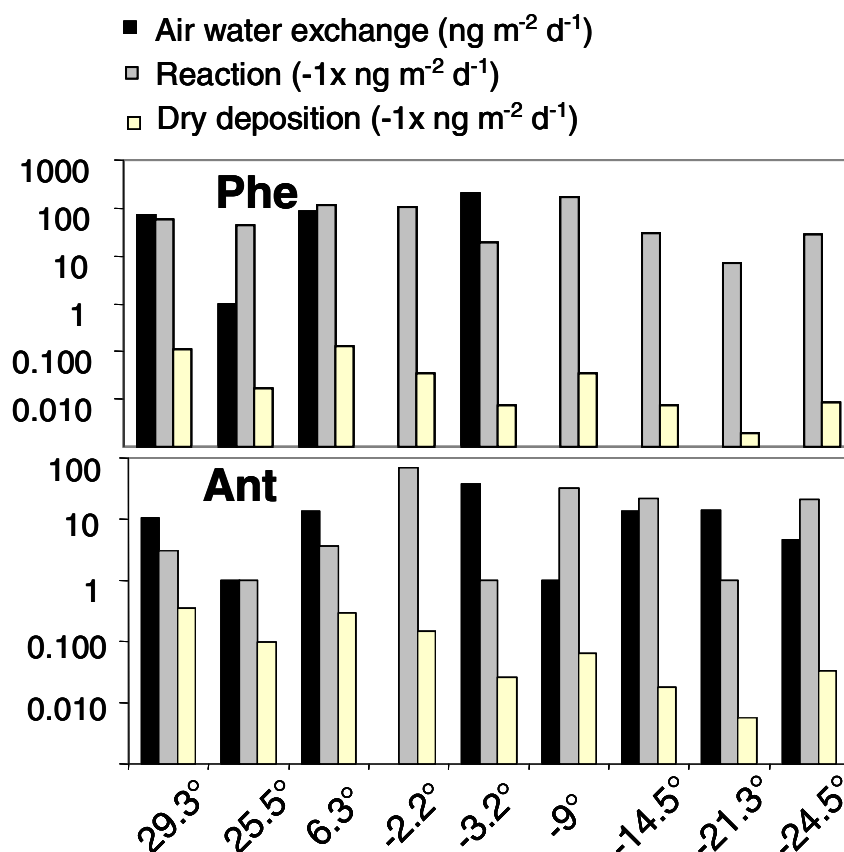 Air water exchange (ng m-2 d-1)
Reaction (-1x ng m-2 d-1)
Dry deposition (-1x ng m-2 d-1)
1000
Phe
100
10
1
0.100
0.010
100
Ant
10
1
0.100
0.010
29.3° 25.5° 6.3° -2.2° -3.2° -9° -14.5° -21.3° -24.5°